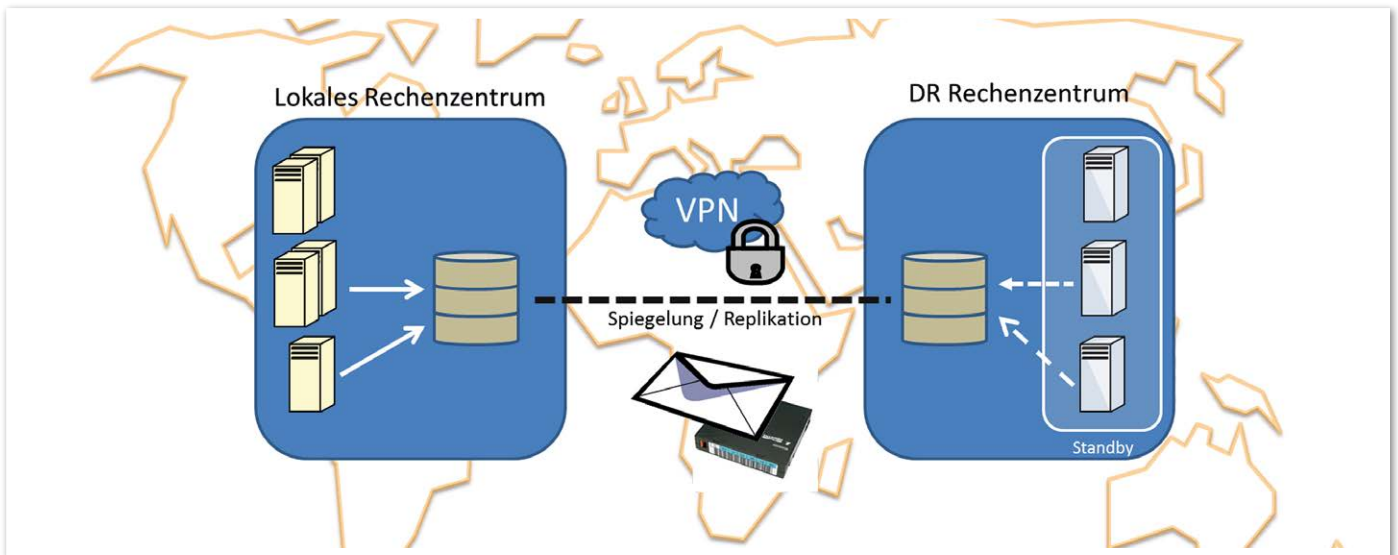 Lokales Rechenzentrum
DR Rechenzentrum
VPN
Spiegelung / Replikation
Standby